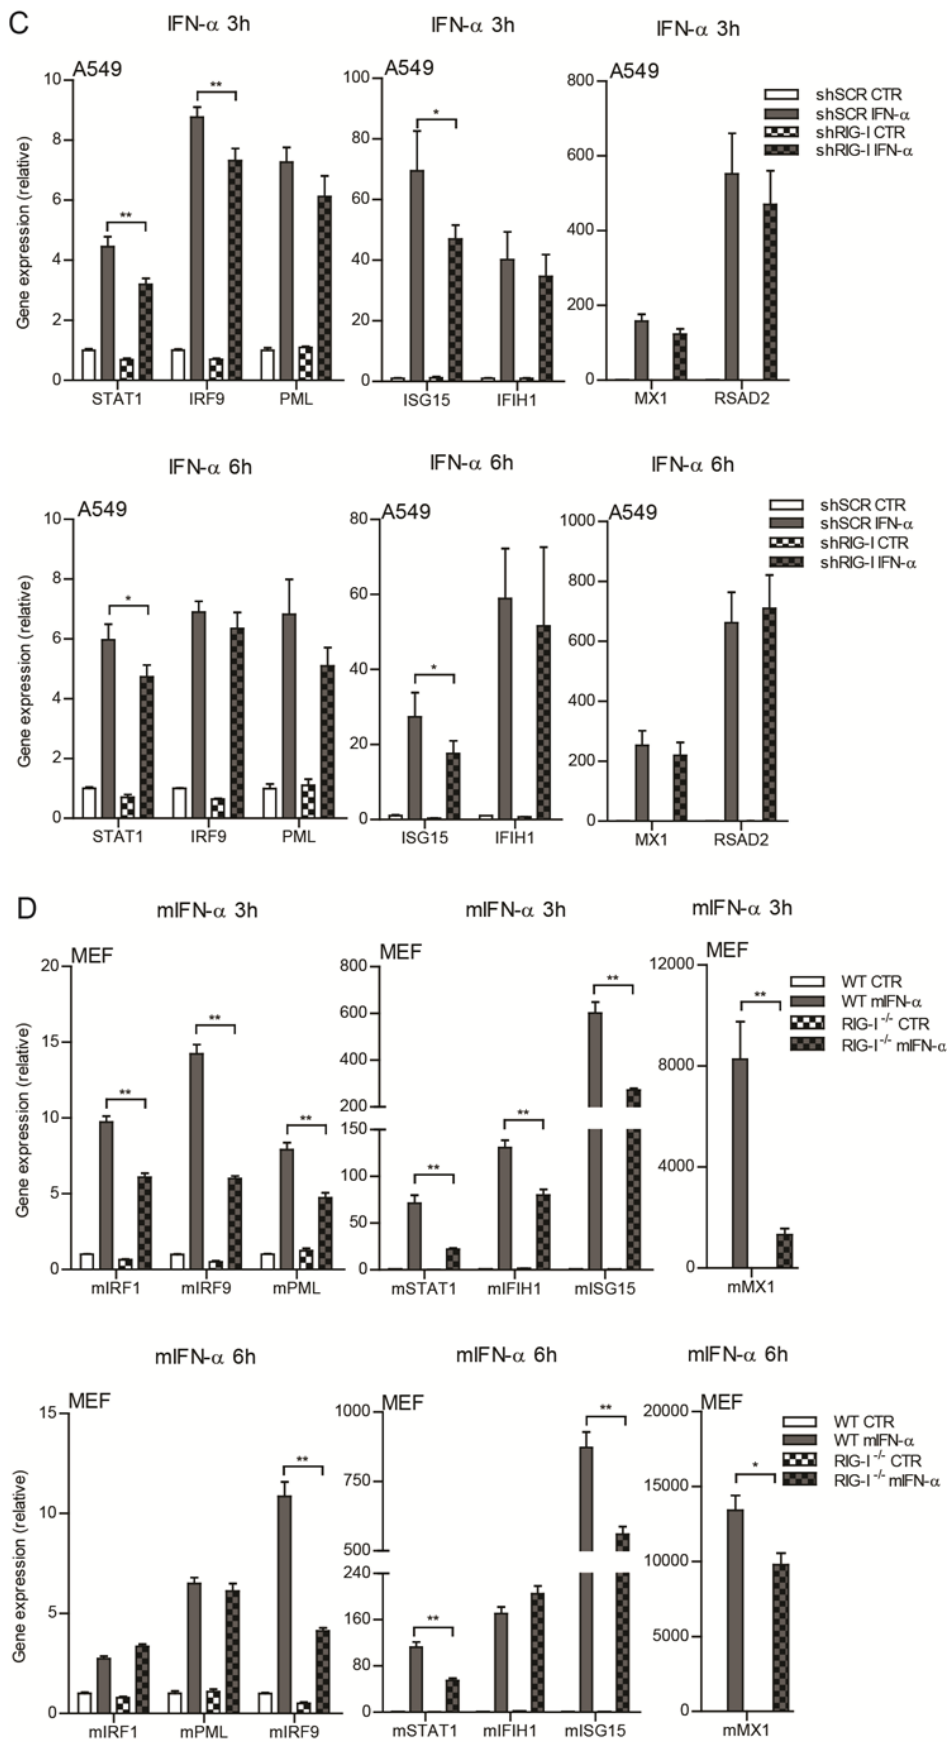 C
IFN-α 3h
IFN-α 3h
IFN-α 3h
A549
A549
A549
Gene expression (relative)
10
8
6
4
2
0
**
**
STAT1 IRF9 PML
100
80
60
40
20
0
*
ISG15 IFIH1
800
600
400
200
0
MX1 RSAD2
shSCR CTR
shSCR IFN-α
shRIG-I CTR
shRIG-I IFN-α
IFN-α 6h
IFN-α 6h
IFN-α 6h
A549
A549
A549
Gene expression (relative)
10
8
6
4
2
0
*
STAT1 IRF9 PML
80
60
40
20
0
*
ISG15 IFIH1
1000
800
600
400
200
0
MX1 RSAD2
shSCR CTR
shSCR IFN-α
shRIG-I CTR
shRIG-I IFN-α
D
mIFN-α 3h
mIFN-α 3h
mIFN-α 3h
MEF
MEF
MEF
Gene expression (relative)
20
15
10
5
0
**
**
**
mIRF1 mIRF9 mPML
800
600
400
200
150
100
50
0
**
**
**
mSTAT1 mIFIH1 mISG15
12000
8000
4000
0
**
mMX1
WT CTR
WT mIFN-α
RIG-I -/- CTR
RIG-I -/- mIFN-α
mIFN-α 6h
mIFN-α 6h
mIFN-α 6h
MEF
MEF
MEF
Gene expression (relative)
15
10
5
0
**
mIRF1 mPML mIRF9
1000
750
500
240
160
80
0
**
**
mSTAT1 mIFIH1 mISG15
20000
15000
10000
5000
0
*
mMX1
WT CTR
WT mIFN-α
RIG-I -/- CTR
RIG-I -/- mIFN-α